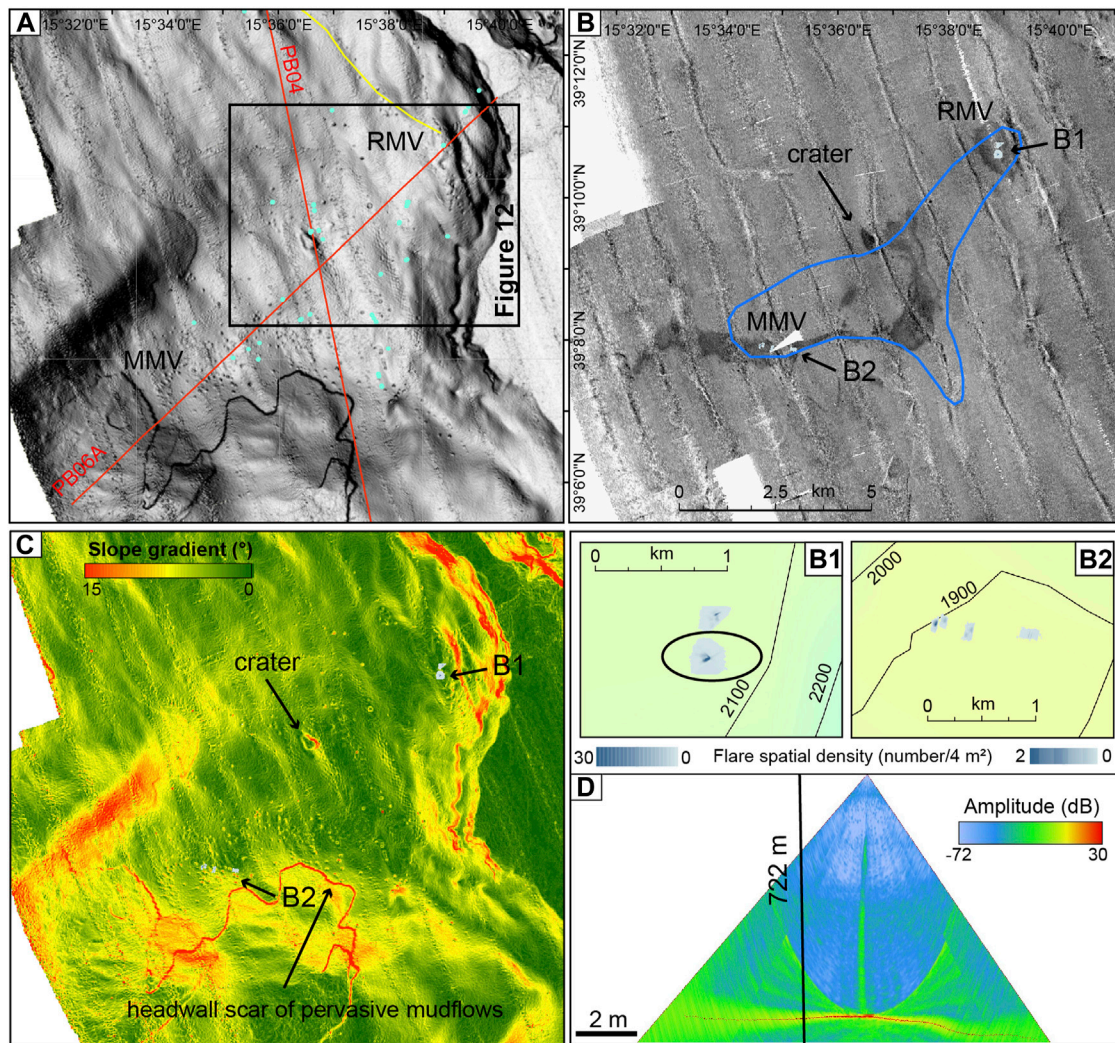 A
15°32'0"E 15°34'0"E 15°36'0"E 15°38'0"E 15°40'0"E
PB04
RMV
Figure 12
MMV
PB06A
B
15°32'0"E 15°34'0"E 15°36'0"E 15°38'0"E 15°40'0"E
39°12'0"N
39°10'0"N
39°8'0"N
39°6'0"N
RMV
B1
crater
MMV
B2
0 2.5 5
km
C
Slope gradient (°)
15 0
crater
B1
B2
headwall scar of pervasive mudflows
B1
km
0 1
2100
2200
B2
2000
1900
km
0 1
30 0 Flare spatial density (number/4 m²) 2 0
D
722 m
Amplitude (dB)
-72 30
2 m